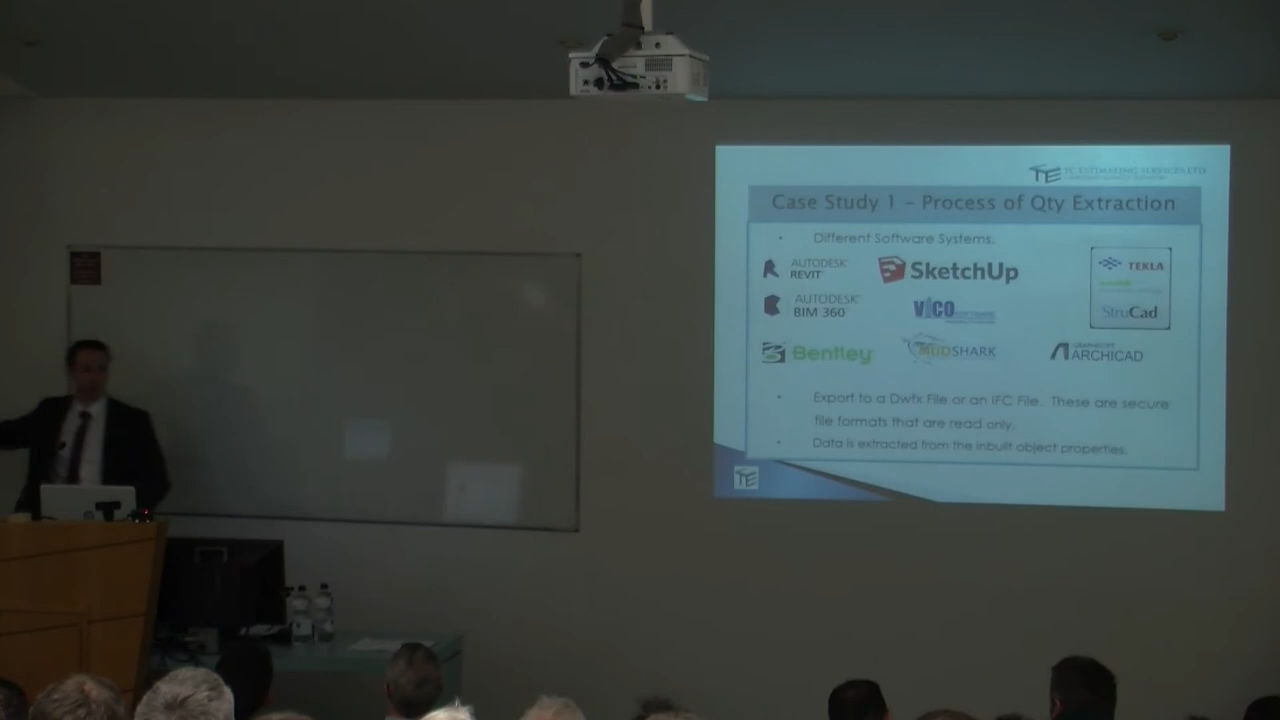 TC ESTIMATING SERVICES LTD
Case Study 1 – Process of Qty Extraction
• Different Software Systems.
AUTODESK
REVIT
SketchUp
TEKLA
AUTODESK
BIM 360
VICO SOFTWARE
StruCad
Bentley
MUDSHARK
GRAPHISOFT
ARCHICAD
• Export to a Dwfx File or an IFC File. These are secure
file formats that are read only.
• Data is extracted from the inbuilt object properties.